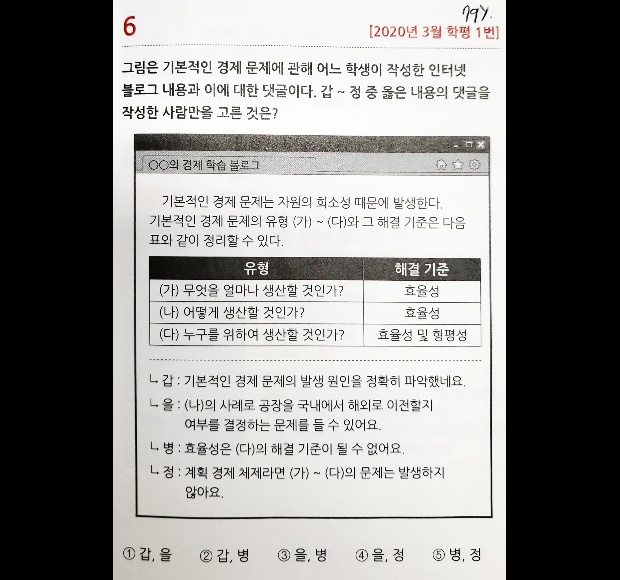 6
[2020년 3월 학평 1번]
그림은 기본적인 경제 문제에 관해 어느 학생이 작성한 인터넷
블로그 내용과 이에 대한 댓글이다. 갑 ~ 정 중 옳은 내용의 댓글을
작성한 사람만을 고른 것은?
○○의 경제 학습 블로그
기본적인 경제 문제는 자원의 희소성 때문에 발생한다.
기본적인 경제 문제의 유형 (가) ~ (다)와 그 해결 기준은 다음
표와 같이 정리할 수 있다.
유형 해결 기준
(가) 무엇을 얼마나 생산할 것인가? 효율성
(나) 어떻게 생산할 것인가? 효율성
(다) 누구를 위하여 생산할 것인가? 효율성 및 형평성
ㄴ 갑 : 기본적인 경제 문제의 발생 원인을 정확히 파악했네요.
ㄴ 을 : (나)의 사례로 공장을 국내에서 해외로 이전할지
여부를 결정하는 문제를 들 수 있어요.
ㄴ 병 : 효율성은 (다)의 해결 기준이 될 수 없어요.
ㄴ 정 : 계획 경제 체제라면 (가) ~ (다)의 문제는 발생하지
않아요.
① 갑, 을 ② 갑, 병 ③ 을, 병 ④ 을, 정 ⑤ 병, 정